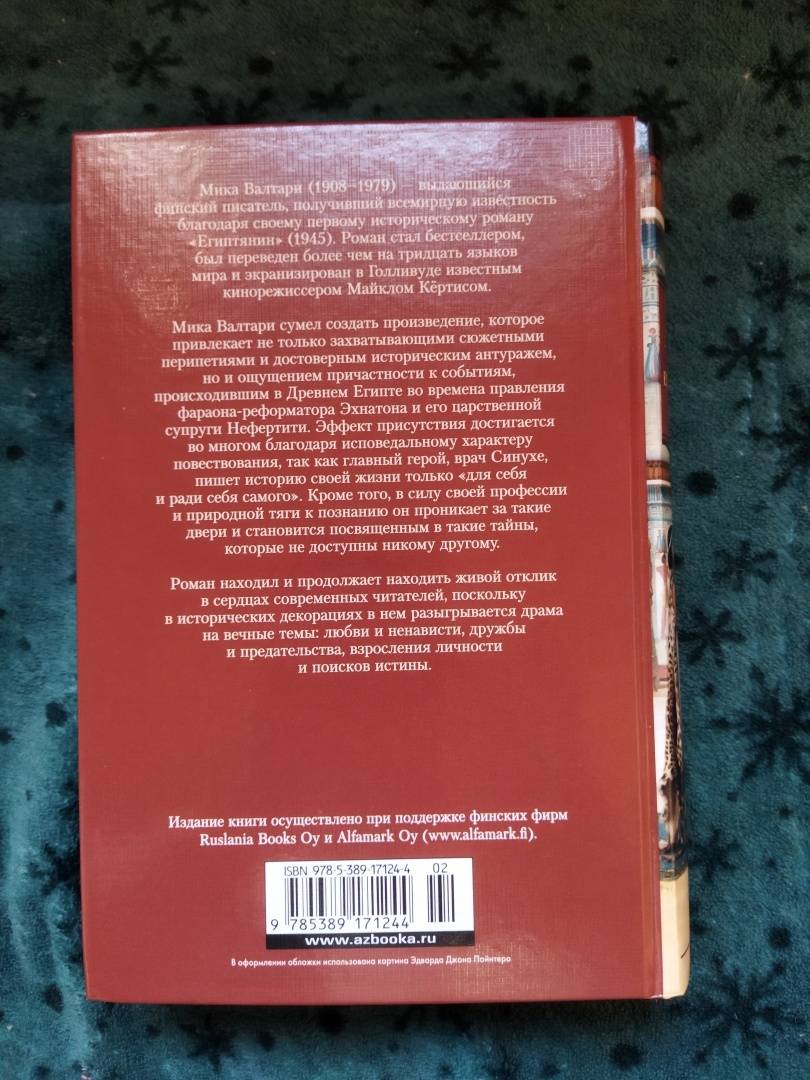 Мика Валтари (1908–1979) — выдающийся
финский писатель, получивший всемирную известность
благодаря своему первому историческому роману
«Египтянин» (1945). Роман стал бестселлером,
был переведен более чем на тридцать языков
мира и экранизирован в Голливуде известным
кинорежиссером Майклом Кёртисом.
Мика Валтари сумел создать произведение, которое
привлекает не только захватывающими сюжетными
перипетиями и достоверным историческим антуражем,
но и ощущением причастности к событиям,
происходившим в Древнем Египте во времена правления
фараона-реформатора Эхнатона и его царственной
супруги Нефертити. Эффект присутствия достигается
во многом благодаря исповедальному характеру
повествования, так как главный герой, врач Синухе,
пишет историю своей жизни только «для себя
и ради себя самого». Кроме того, в силу своей профессии
и природной тяги к познанию он проникает за такие
двери и становится посвященным в такие тайны,
которые не доступны никому другому.
Роман находил и продолжает находить живой отклик
в сердцах современных читателей, поскольку
в исторических декорациях в нем разыгрывается драма
на вечные темы: любви и ненависти, дружбы
и предательства, взросления личности
и поисков истины.
Издание книги осуществлено при поддержке финских фирм
Ruslania Books Oy и Alfamark Oy (www.alfamark.fi).
ISBN 978-5-389-17124-4 02
9 785389 171244
www.azbooka.ru
В оформлении обложки использована картина Эдварда Джона Пойнтера